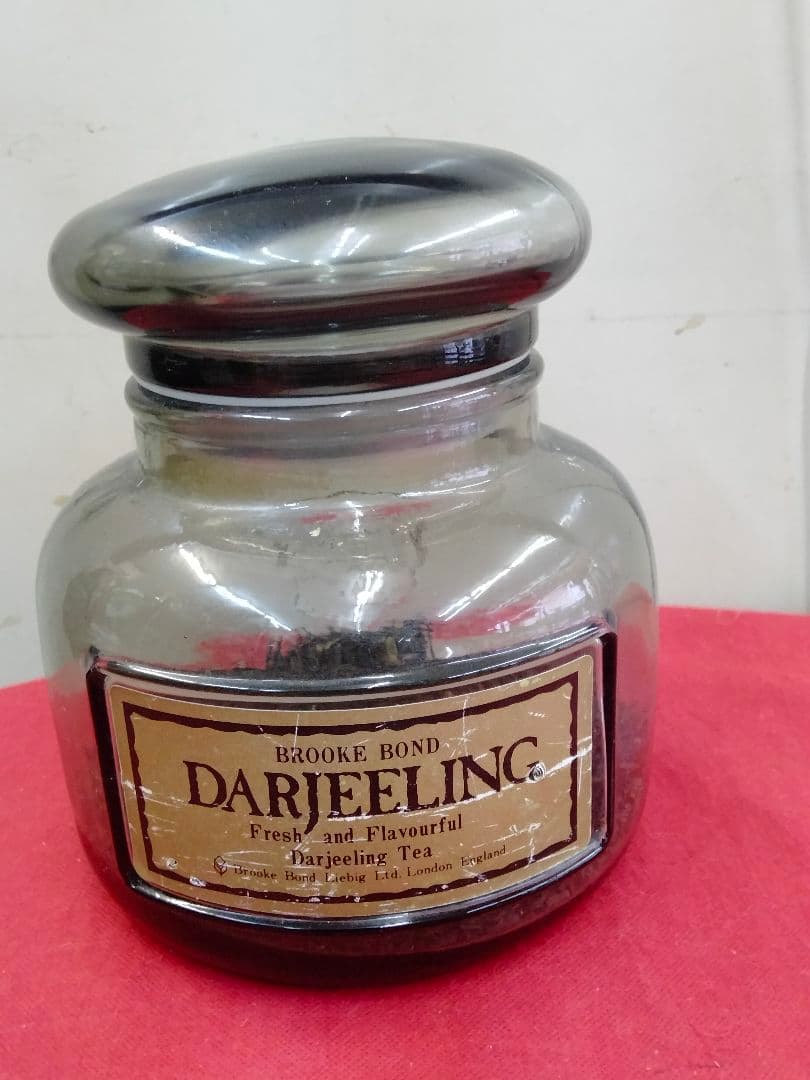 BROOKE BOND
DARJEELING
Fresh and Flavourful
Darjeeling Tea
Brooke Bond Liebig Ltd. London England